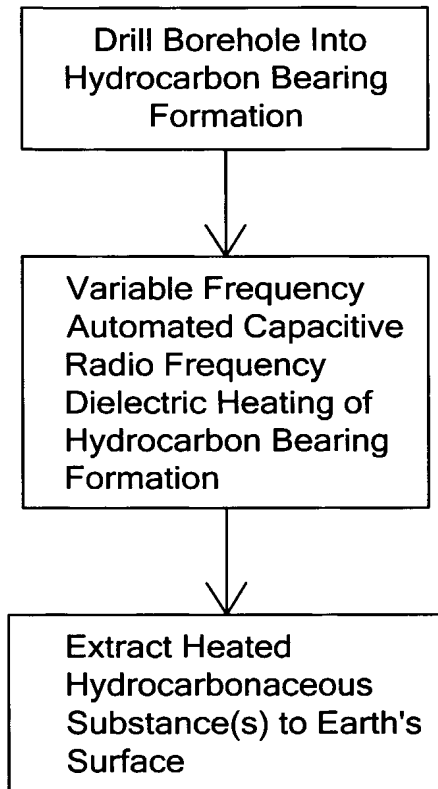 Drill Borehole Into
Hydrocarbon Bearing
Formation
Variable Frequency
Automated Capacitive
Radio Frequency
Dielectric Heating of
Hydrocarbon Bearing
Formation
Extract Heated
Hydrocarbonaceous
Substance(s) to Earth's
Surface